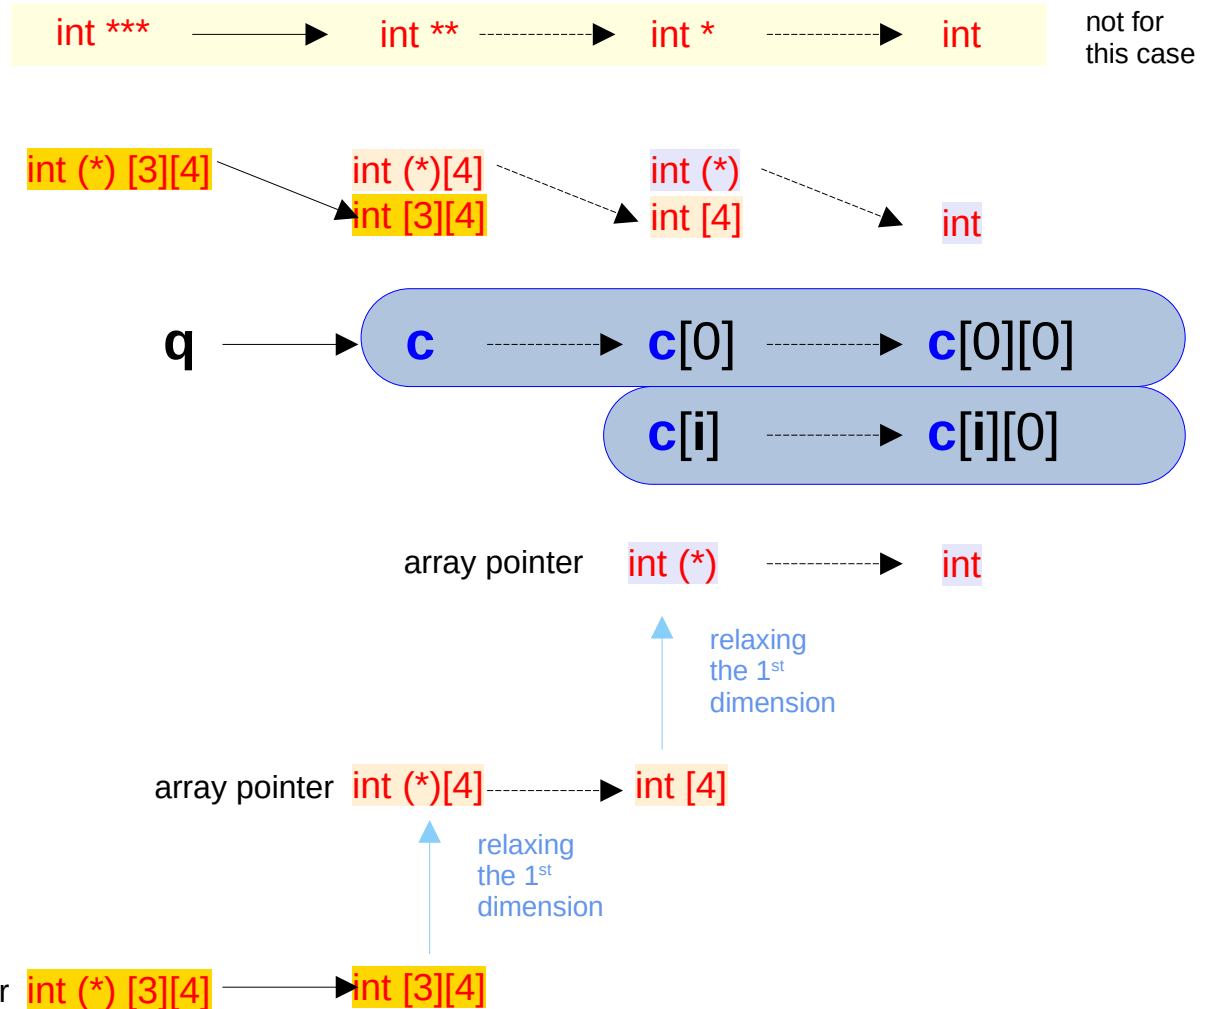 int *** int ** int * int
not for
this case
int (*) [3][4] int (*)[4] int (*)
int [3][4] int [4] int
q c c[0] c[0][0]
c[i] c[i][0]
array pointer int (*) int
relaxing
the 1st
dimension
array pointer int (*)[4] int [4]
relaxing
the 1st
dimension
r int (*) [3][4] int [3][4]